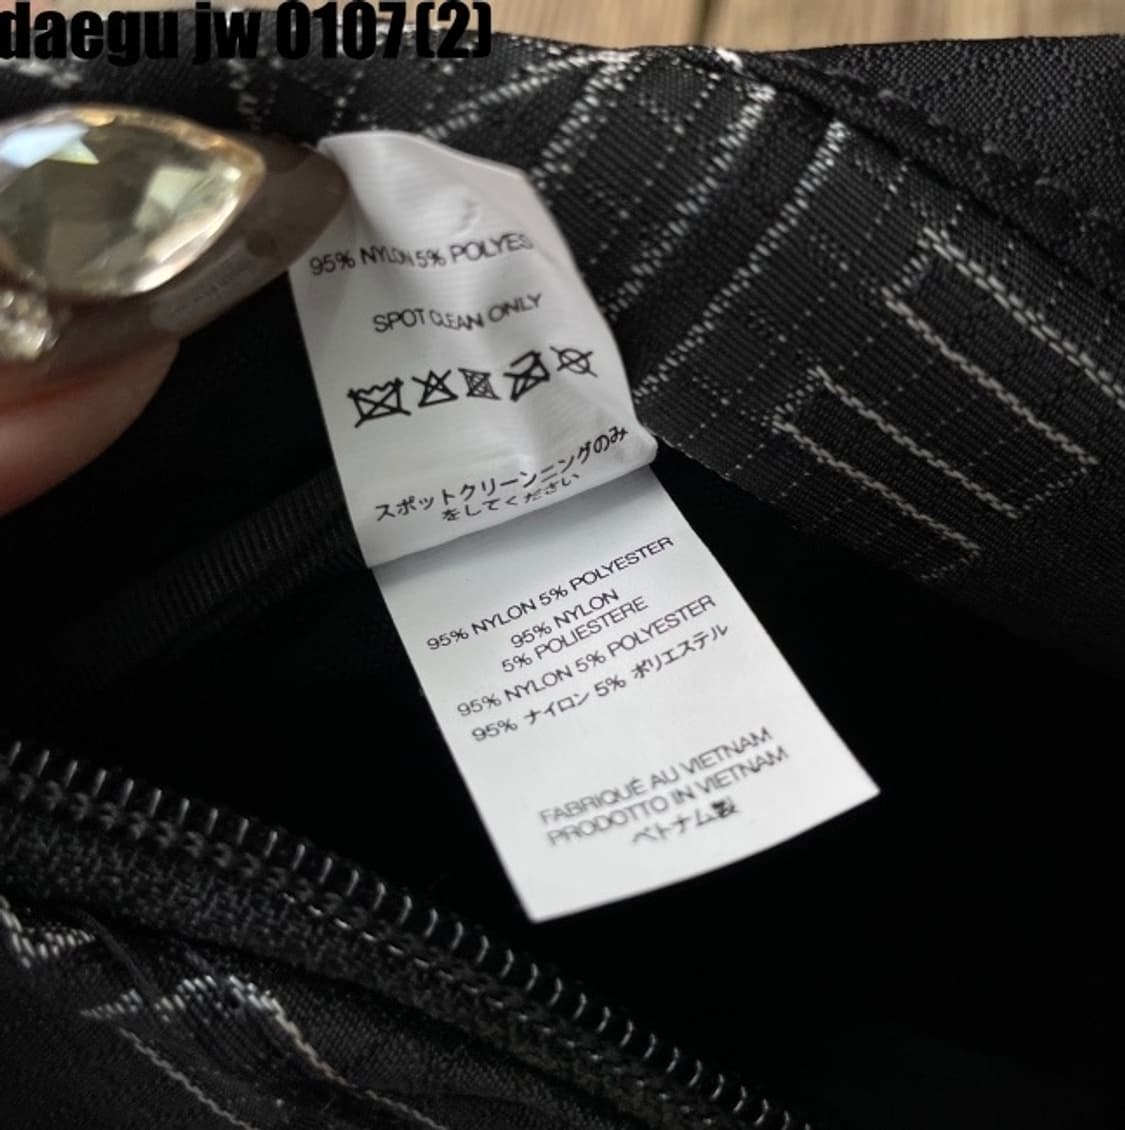 daegu jw 0107(2)
95% NYLON 5% POLYES
SPOT CLEAN ONLY
スポットクリーンニングのみ
をしてください
95% NYLON 5% POLYESTER
95% NYLON
5% POLIESTERE
95% NYLON 5% POLYESTER
95% ナイロン 5% ポリエステル
FABRIQUÉ AU VIETNAM
PRODOTTO IN VIETNAM
ベトナム製